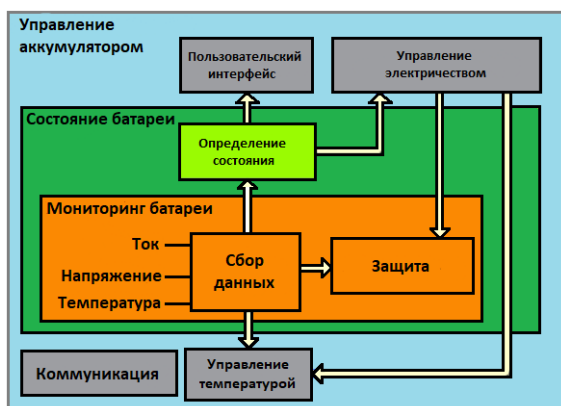 Управление
аккумулятором
Пользовательский
интерфейс
Управление
электричеством
Состояние батареи
Определение
состояния
Мониторинг батареи
Ток
Напряжение
Температура
Сбор
данных
Защита
Коммуникация
Управление
температурой